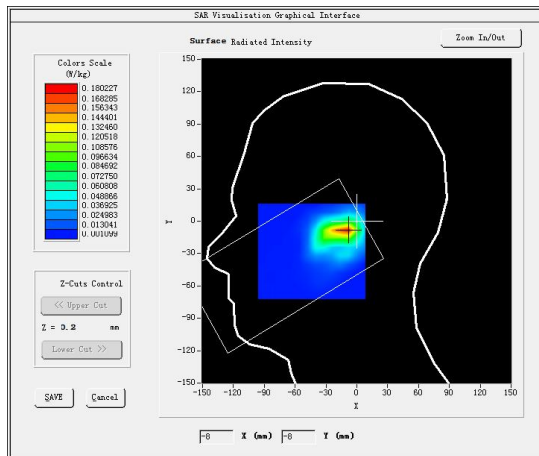 SAR Visualisation Graphical Interface
Surface Radiated Intensity
Zoom In/Out
Colors Scale
(W/kg)
0.180227
0.168285
0.156343
0.144401
0.132460
0.120518
0.108576
0.096634
0.084692
0.072750
0.060808
0.048866
0.036925
0.024983
0.013041
0.001099
Z-Cuts Control
<< Upper Cut
Z = 0.2 mm
Lower Cut >>
SAVE
Cancel
150
120
90
60
30
0
-30
-60
-90
-120
-150
Y
-150 -120 -90 -60 -30 0 30 60 90 120 150
X
-8 X (mm) -8 Y (mm)